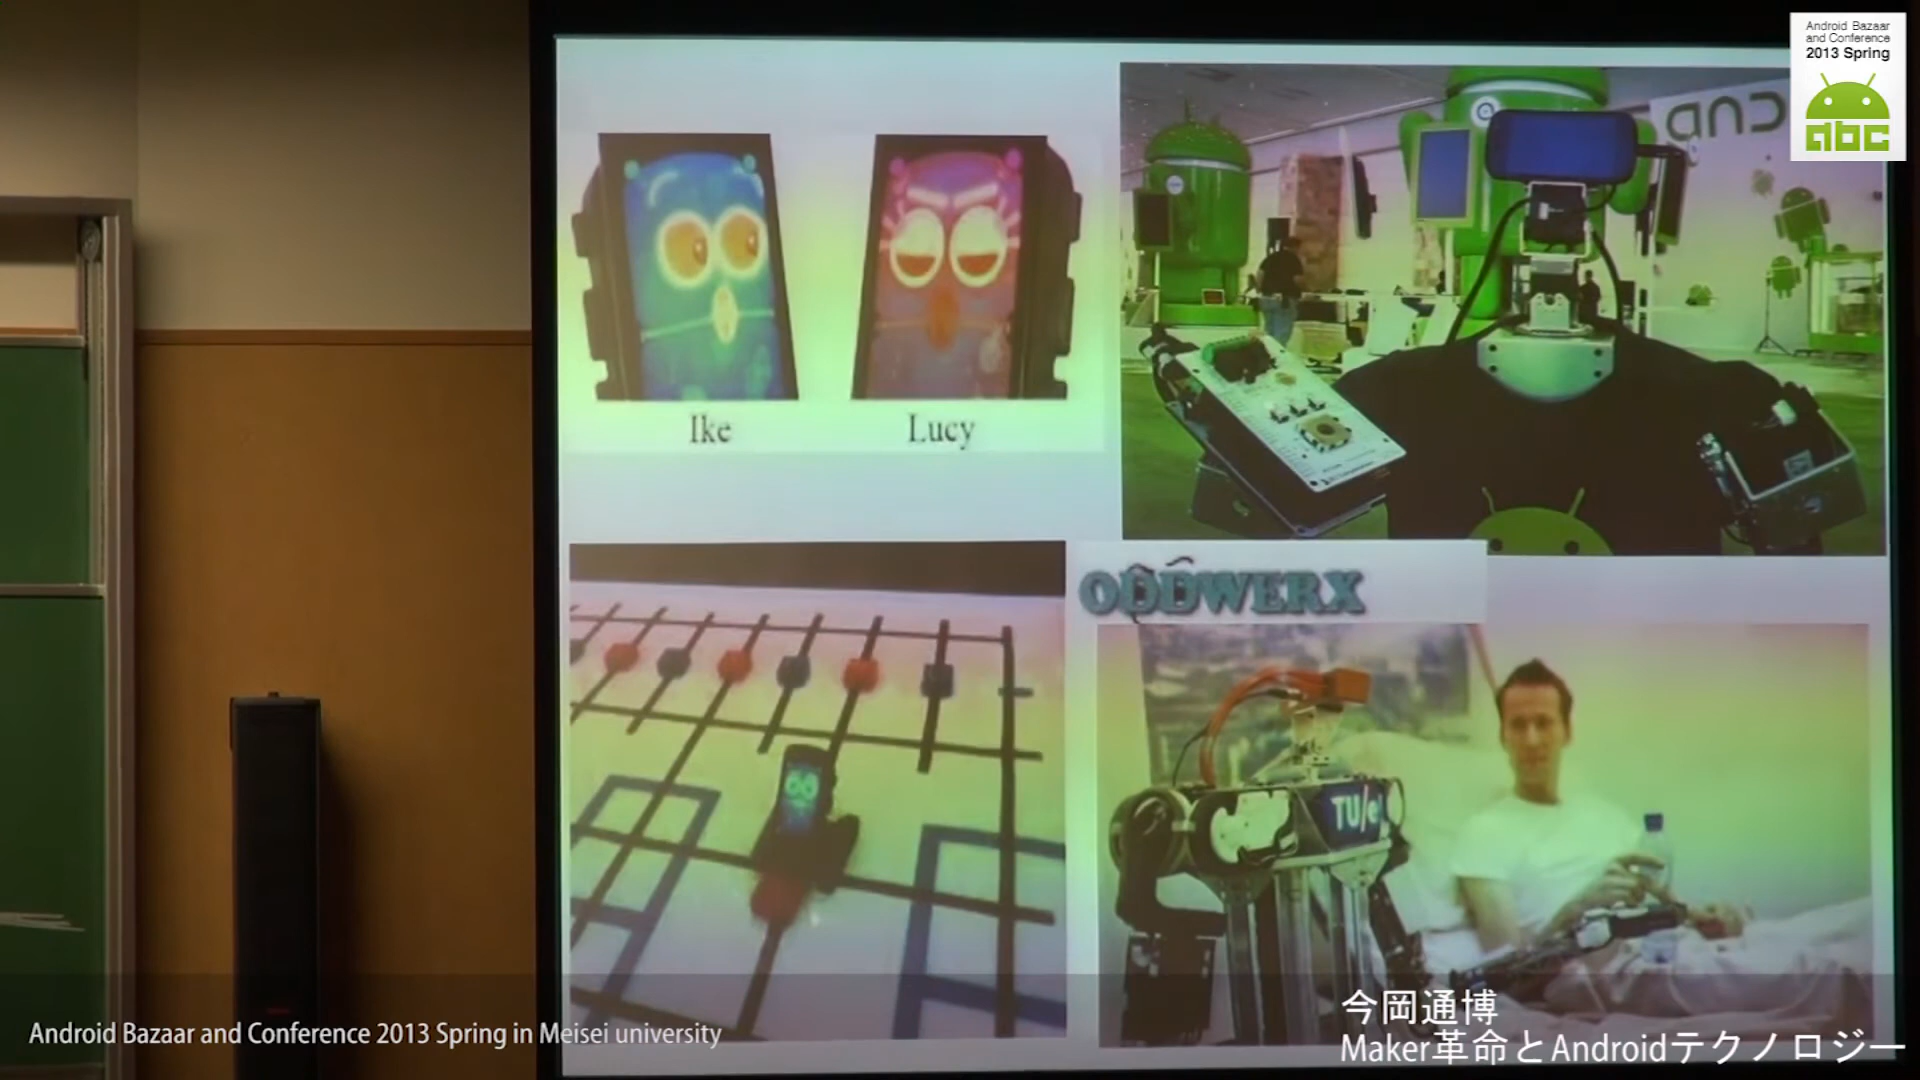 Android Bazaar
and Conference
2013 Spring
abc
Ike
Lucy
ODDWERX
TU/e
今岡通博
Maker革命とAndroidテクノロジー
Android Bazaar and Conference 2013 Spring in Meisei university